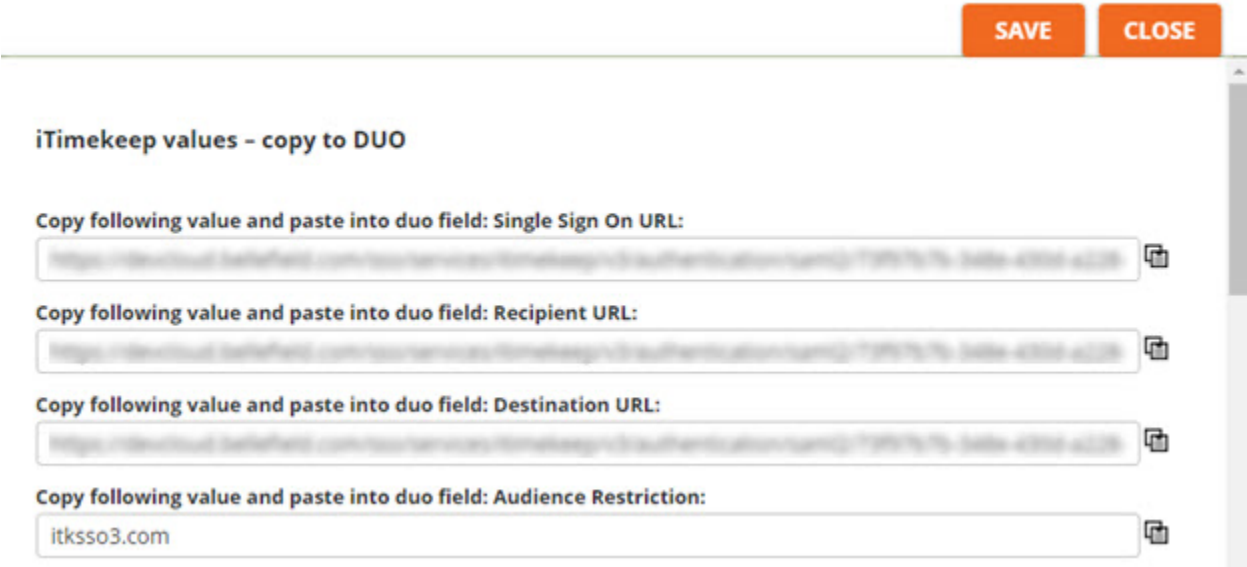 SAVE CLOSE
iTimekeep values – copy to DUO
Copy following value and paste into duo field: Single Sign On URL:
Copy following value and paste into duo field: Recipient URL:
Copy following value and paste into duo field: Destination URL:
Copy following value and paste into duo field: Audience Restriction:
itksso3.com